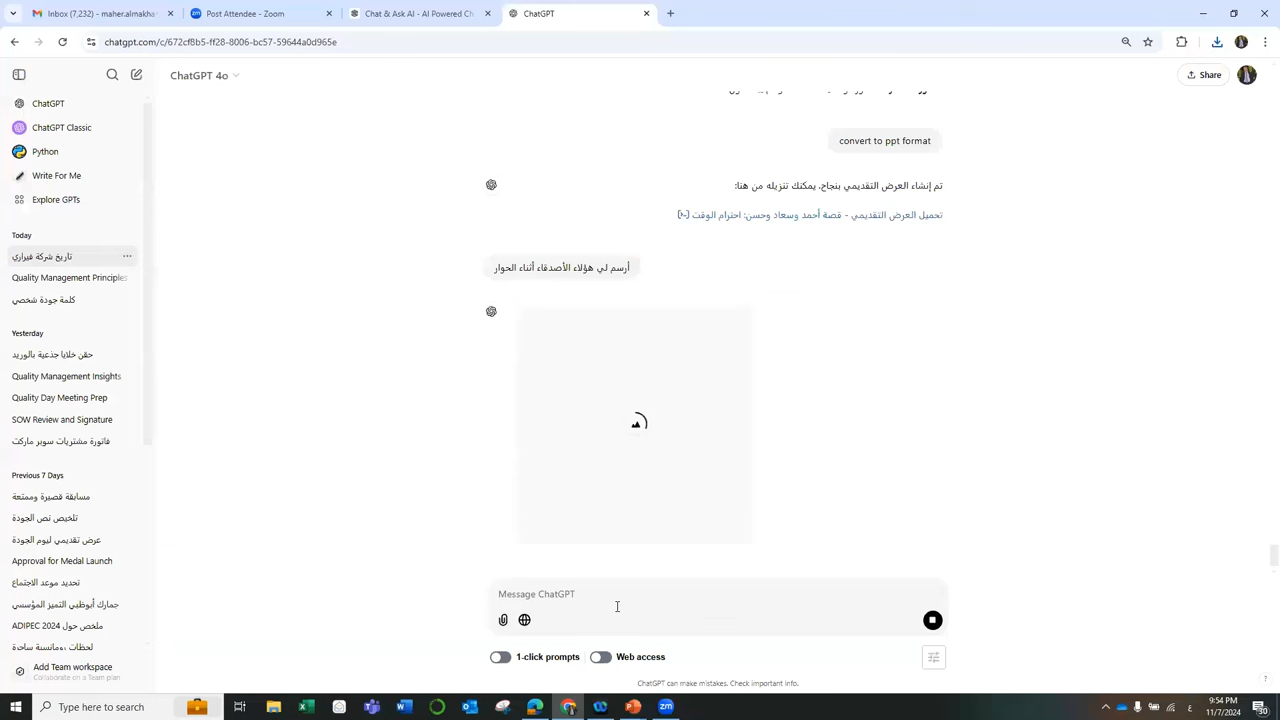 Inbox (7,232) - maher.almakha
Post Attendee - Zoom
Chat & Ask AI - AI Powered Ch
ChatGPT
chatgpt.com/c/672cf8b5-ff28-8006-bc57-59644a0d965e
ChatGPT 4o
Share
ChatGPT
ChatGPT Classic
Python
Write For Me
Explore GPTs
Today
تاريخ شركة فيراري
Quality Management Principles
كلمة جودة شخصي
Yesterday
حقن خلايا جذعية بالوريد
Quality Management Insights
Quality Day Meeting Prep
SOW Review and Signature
فاتورة مشتريات سوبر ماركت
Previous 7 Days
مسابقة قصيرة وممتعة
تلخيص نص الجودة
عرض تقديمي ليوم الجودة
Approval for Medal Launch
تحديد موعد الاجتماع
جمارك أبوظبي التميز المؤسسي
ملخص حول ADIPEC 2024
لحظات رومانسية ساحرة
Add Team workspace
Collaborate on a Team plan
convert to ppt format
تم إنشاء العرض التقديمي بنجاح. يمكنك تنزيله من هنا:
تحميل العرض التقديمي - قصة أحمد وسعاد وحسن: احترام الوقت
أرسم لي هؤلاء الأصدقاء أثناء الحوار
Message ChatGPT
1-click prompts
Web access
ChatGPT can make mistakes. Check important info.
?
Type here to search
9:54 PM
11/7/2024